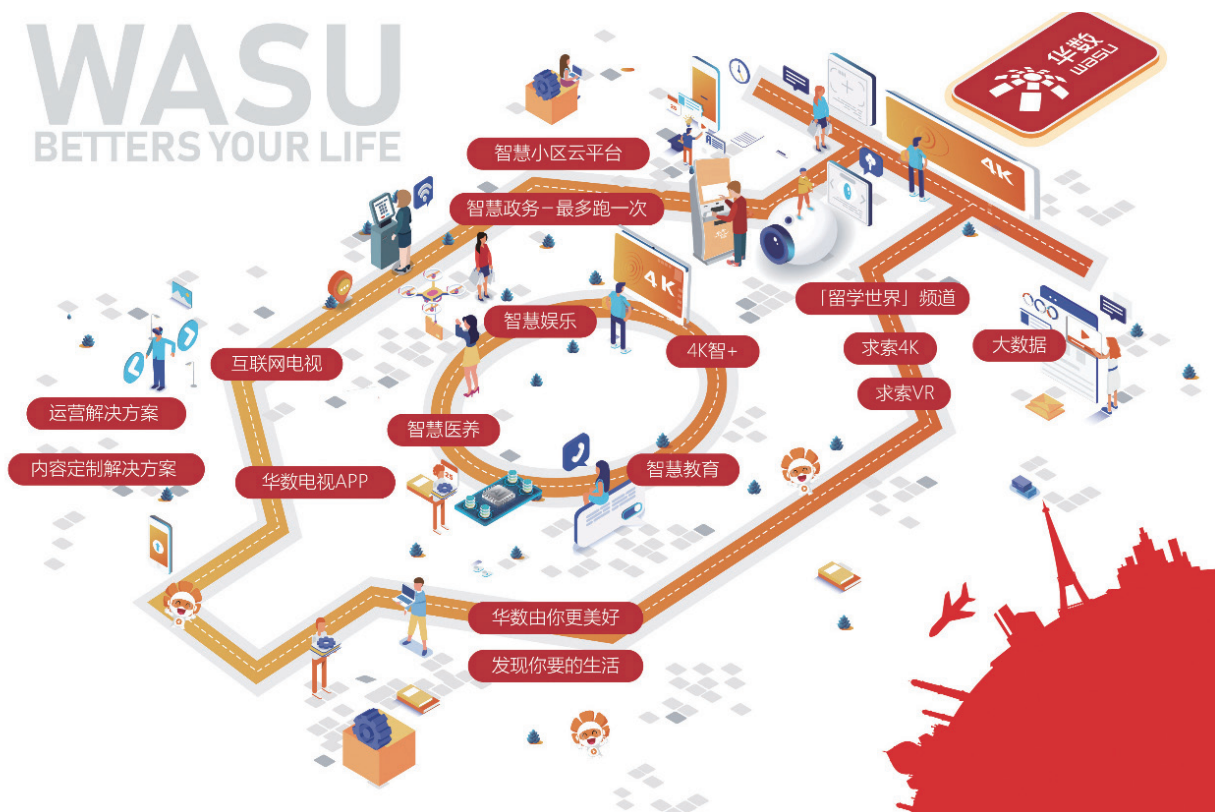 WASU
BETTERS YOUR LIFE
华数
wasu
智慧小区云平台
智慧政务-最多跑一次
4K
4K
「留学世界」频道
智慧娱乐
大数据
4K智+
求索4K
互联网电视
求索VR
运营解决方案
智慧医养
内容定制解决方案
智慧教育
华数电视APP
华数由你更美好
发现你要的生活